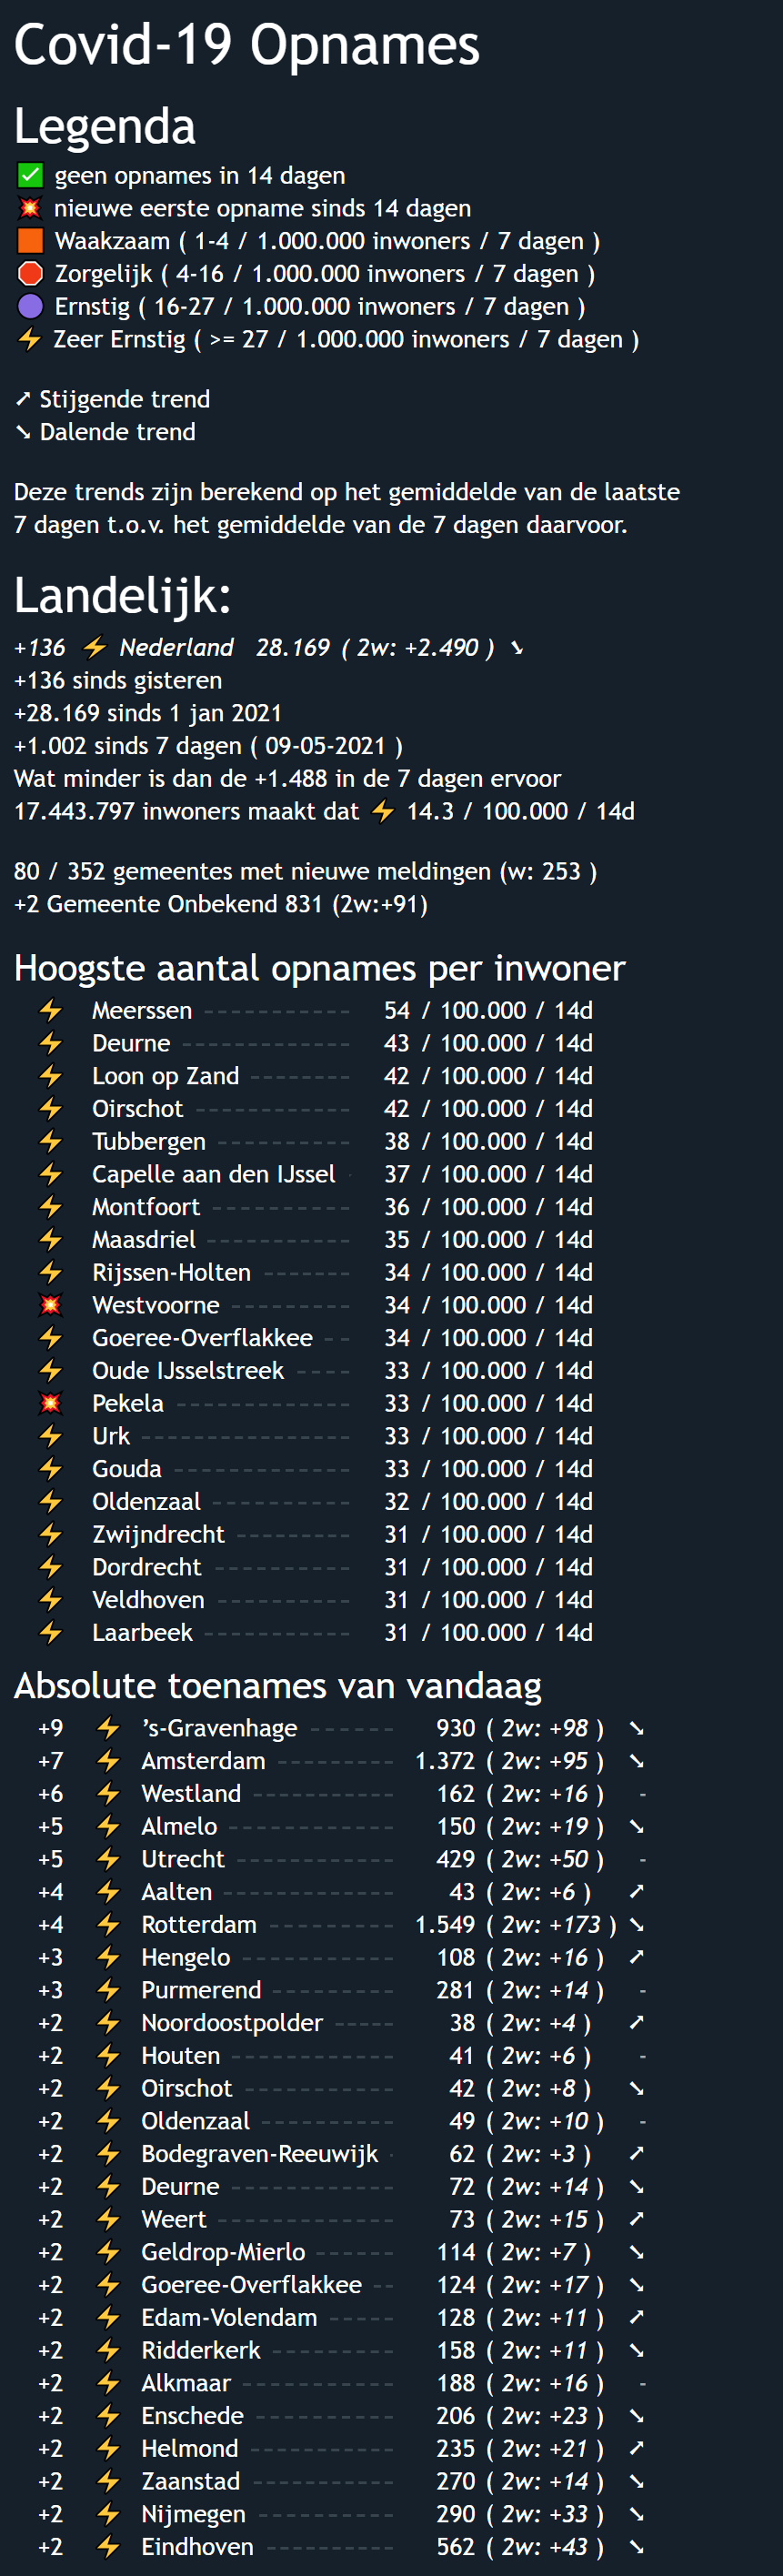 Covid-19 Opnames
Legenda
✅ geen opnames in 14 dagen
💥 nieuwe eerste opname sinds 14 dagen
🟧 Waakzaam ( 1-4 / 1.000.000 inwoners / 7 dagen )
🛑 Zorgelijk ( 4-16 / 1.000.000 inwoners / 7 dagen )
🟣 Ernstig ( 16-27 / 1.000.000 inwoners / 7 dagen )
⚡ Zeer Ernstig ( >= 27 / 1.000.000 inwoners / 7 dagen )
➚ Stijgende trend
➘ Dalende trend
Deze trends zijn berekend op het gemiddelde van de laatste
7 dagen t.o.v. het gemiddelde van de 7 dagen daarvoor.
Landelijk:
+136 ⚡ Nederland 28.169 ( 2w: +2.490 ) ➘
+136 sinds gisteren
+28.169 sinds 1 jan 2021
+1.002 sinds 7 dagen ( 09-05-2021 )
Wat minder is dan de +1.488 in de 7 dagen ervoor
17.443.797 inwoners maakt dat ⚡ 14.3 / 100.000 / 14d
80 / 352 gemeentes met nieuwe meldingen (w: 253 )
+2 Gemeente Onbekend 831 (2w:+91)
Hoogste aantal opnames per inwoner
⚡ Meerssen 54 / 100.000 / 14d
⚡ Deurne 43 / 100.000 / 14d
⚡ Loon op Zand 42 / 100.000 / 14d
⚡ Oirschot 42 / 100.000 / 14d
⚡ Tubbergen 38 / 100.000 / 14d
⚡ Capelle aan den IJssel 37 / 100.000 / 14d
⚡ Montfoort 36 / 100.000 / 14d
⚡ Maasdriel 35 / 100.000 / 14d
⚡ Rijssen-Holten 34 / 100.000 / 14d
💥 Westvoorne 34 / 100.000 / 14d
⚡ Goeree-Overflakkee 34 / 100.000 / 14d
⚡ Oude IJsselstreek 33 / 100.000 / 14d
💥 Pekela 33 / 100.000 / 14d
⚡ Urk 33 / 100.000 / 14d
⚡ Gouda 33 / 100.000 / 14d
⚡ Oldenzaal 32 / 100.000 / 14d
⚡ Zwijndrecht 31 / 100.000 / 14d
⚡ Dordrecht 31 / 100.000 / 14d
⚡ Veldhoven 31 / 100.000 / 14d
⚡ Laarbeek 31 / 100.000 / 14d
Absolute toenames van vandaag
+9 ⚡ ’s-Gravenhage 930 ( 2w: +98 ) ➘
+7 ⚡ Amsterdam 1.372 ( 2w: +95 ) ➘
+6 ⚡ Westland 162 ( 2w: +16 ) -
+5 ⚡ Almelo 150 ( 2w: +19 ) ➘
+5 ⚡ Utrecht 429 ( 2w: +50 ) -
+4 ⚡ Aalten 43 ( 2w: +6 ) ➚
+4 ⚡ Rotterdam 1.549 ( 2w: +173 ) ➘
+3 ⚡ Hengelo 108 ( 2w: +16 ) ➚
+3 ⚡ Purmerend 281 ( 2w: +14 ) -
+2 ⚡ Noordoostpolder 38 ( 2w: +4 ) ➚
+2 ⚡ Houten 41 ( 2w: +6 ) -
+2 ⚡ Oirschot 42 ( 2w: +8 ) ➘
+2 ⚡ Oldenzaal 49 ( 2w: +10 ) -
+2 ⚡ Bodegraven-Reeuwijk 62 ( 2w: +3 ) ➚
+2 ⚡ Deurne 72 ( 2w: +14 ) ➘
+2 ⚡ Weert 73 ( 2w: +15 ) ➚
+2 ⚡ Geldrop-Mierlo 114 ( 2w: +7 ) ➘
+2 ⚡ Goeree-Overflakkee 124 ( 2w: +17 ) ➘
+2 ⚡ Edam-Volendam 128 ( 2w: +11 ) ➚
+2 ⚡ Ridderkerk 158 ( 2w: +11 ) ➘
+2 ⚡ Alkmaar 188 ( 2w: +16 ) -
+2 ⚡ Enschede 206 ( 2w: +23 ) ➘
+2 ⚡ Helmond 235 ( 2w: +21 ) ➚
+2 ⚡ Zaanstad 270 ( 2w: +14 ) ➘
+2 ⚡ Nijmegen 290 ( 2w: +33 ) ➘
+2 ⚡ Eindhoven 562 ( 2w: +43 ) ➘